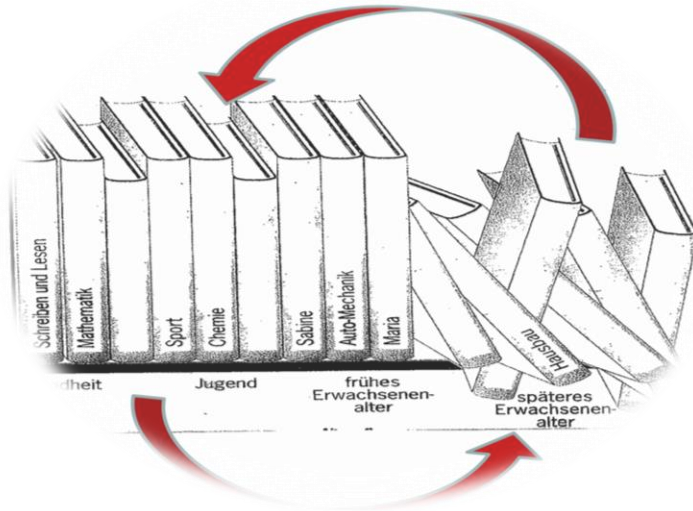 Schreiben und Lesen
Mathematik
Sport
Chemie
Sabine
Auto-Mechanik
Maria
Hausbau
dheit
Jugend
frühes
Erwachsenen-
alter
späteres
Erwachsenen-
alter